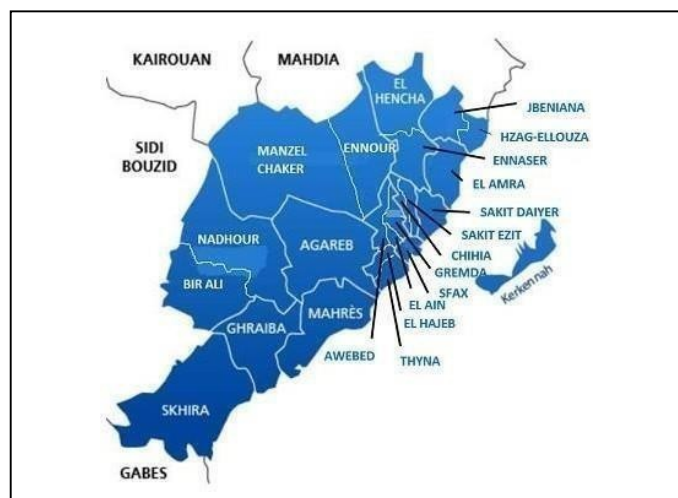 KAIROUAN
MAHDIA
EL
HENCHA
JBENIANA
HZAG-ELLOUZA
SIDI
BOUZID
MANZEL
CHAKER
ENNOUR
ENNASER
EL AMRA
SAKIT DAIYER
SAKIT EZIT
NADHOUR
AGAREB
CHIHIA
GREMDA
BIR ALI
SFAX
Kerkennah
EL AIN
MAHRÈS
EL HAJEB
GHRAIBA
AWEBED
THYNA
SKHIRA
GABES